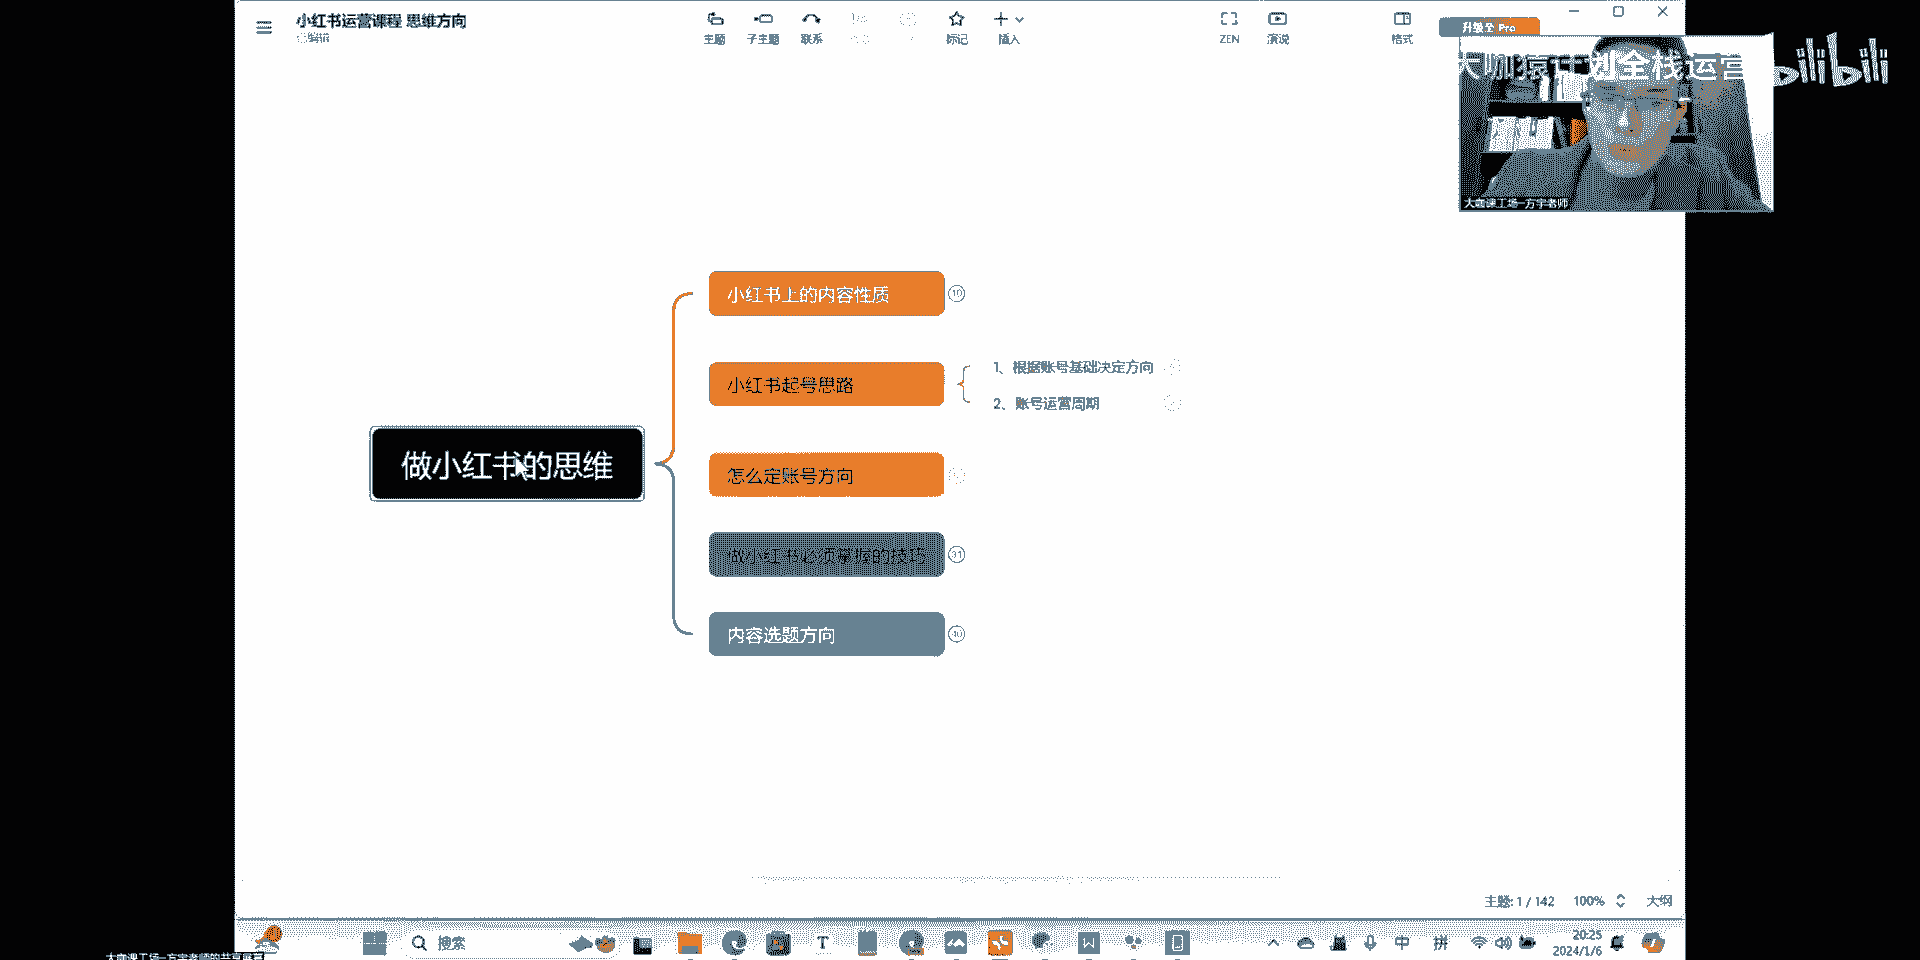 小红书运营课程 思维方向
已编辑
主题
子主题
联系
标记
插入
ZEN
演说
格式
升级至 Pro
大咖猿计划全栈运营
bilibili
大咖课工场-方宇老师
小红书上的内容性质
10
小红书起号思路
1、根据账号基础决定方向
2、账号运营周期
做小红书的思维
怎么定账号方向
做小红书必须掌握的技巧
31
内容选题方向
40
主题: 1 / 142
100%
大纲
搜索
中
拼
20:25
2024/1/6
大咖课工场-方宇老师的共享屏幕